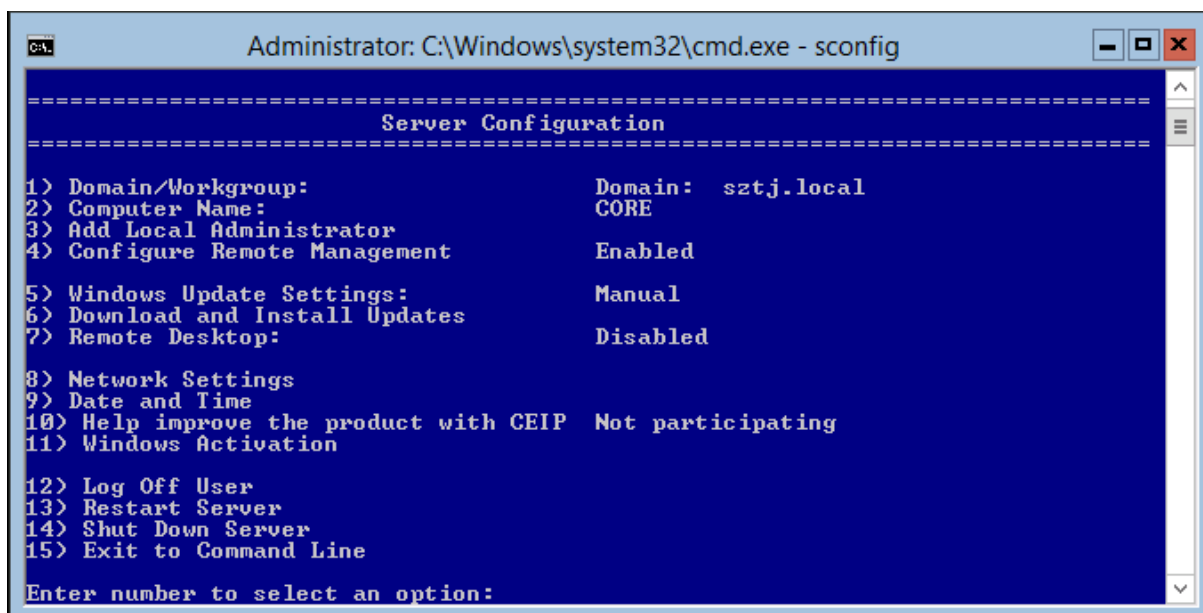 Administrator: C:\Windows\system32\cmd.exe - sconfig
===============================================================================
Server Configuration
===============================================================================
1) Domain/Workgroup: Domain: sztj.local
2) Computer Name: CORE
3) Add Local Administrator
4) Configure Remote Management Enabled
5) Windows Update Settings: Manual
6) Download and Install Updates
7) Remote Desktop: Disabled
8) Network Settings
9) Date and Time
10) Help improve the product with CEIP Not participating
11) Windows Activation
12) Log Off User
13) Restart Server
14) Shut Down Server
15) Exit to Command Line
Enter number to select an option: